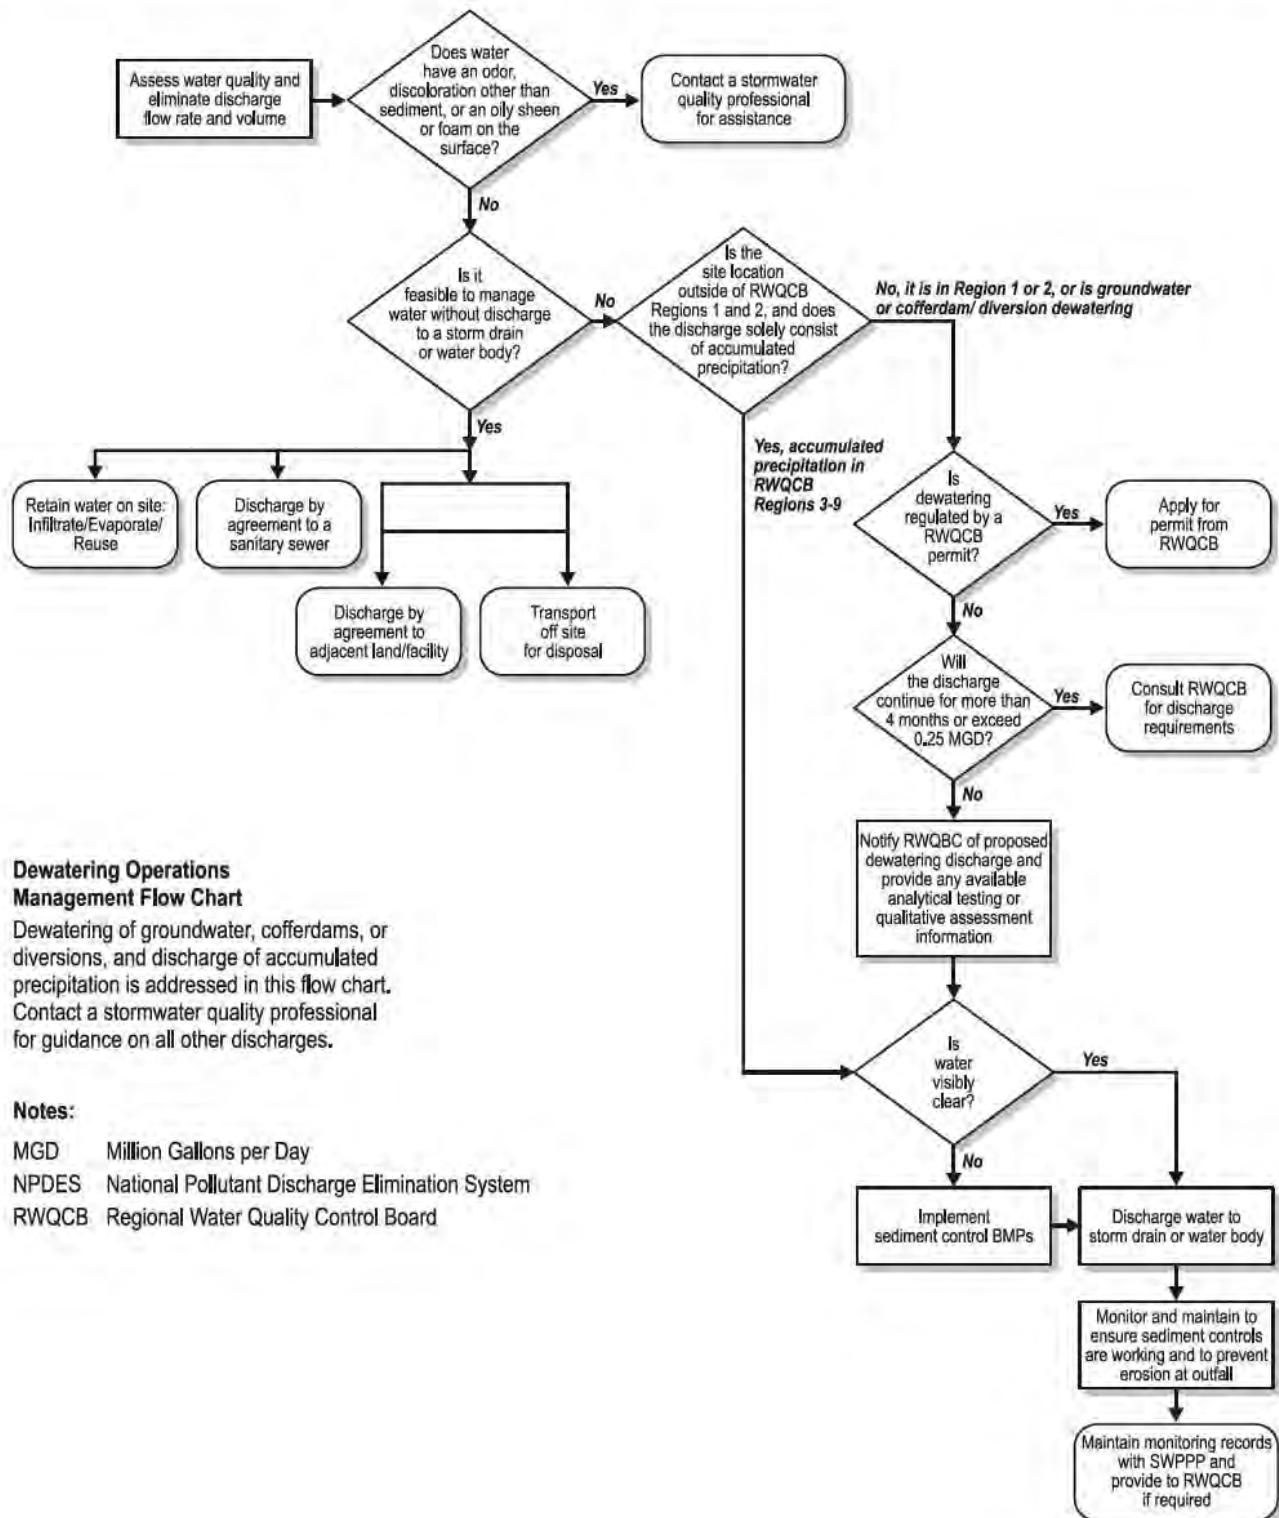 Assess water quality and
eliminate discharge
flow rate and volume
Does water
have an odor,
discoloration other than
sediment, or an oily sheen
or foam on the
surface?
Yes
Contact a stormwater
quality professional
for assistance
No
Is it
feasible to manage
water without discharge
to a storm drain
or water body?
No
Is the
site location
outside of RWQCB
Regions 1 and 2, and does
the discharge solely consist
of accumulated
precipitation?
No, it is in Region 1 or 2, or is groundwater
or cofferdam/ diversion dewatering
Yes
Yes, accumulated
precipitation in
RWQCB
Regions 3-9
Retain water on site:
Infiltrate/Evaporate/
Reuse
Discharge by
agreement to a
sanitary sewer
Discharge by
agreement to
adjacent land/facility
Transport
off site
for disposal
Is
dewatering
regulated by a
RWQCB
permit?
Yes
Apply for
permit from
RWQCB
No
Will
the discharge
continue for more than
4 months or exceed
0.25 MGD?
Yes
Consult RWQCB
for discharge
requirements
No
Notify RWQBC of proposed
dewatering discharge and
provide any available
analytical testing or
qualitative assessment
information
Is
water
visibly
clear?
Yes
No
Implement
sediment control BMPs
Discharge water to
storm drain or water body
Monitor and maintain to
ensure sediment controls
are working and to prevent
erosion at outfall
Maintain monitoring records
with SWPPP and
provide to RWQCB
if required
Dewatering Operations
Management Flow Chart
Dewatering of groundwater, cofferdams, or
diversions, and discharge of accumulated
precipitation is addressed in this flow chart.
Contact a stormwater quality professional
for guidance on all other discharges.
Notes:
MGD Million Gallons per Day
NPDES National Pollutant Discharge Elimination System
RWQCB Regional Water Quality Control Board